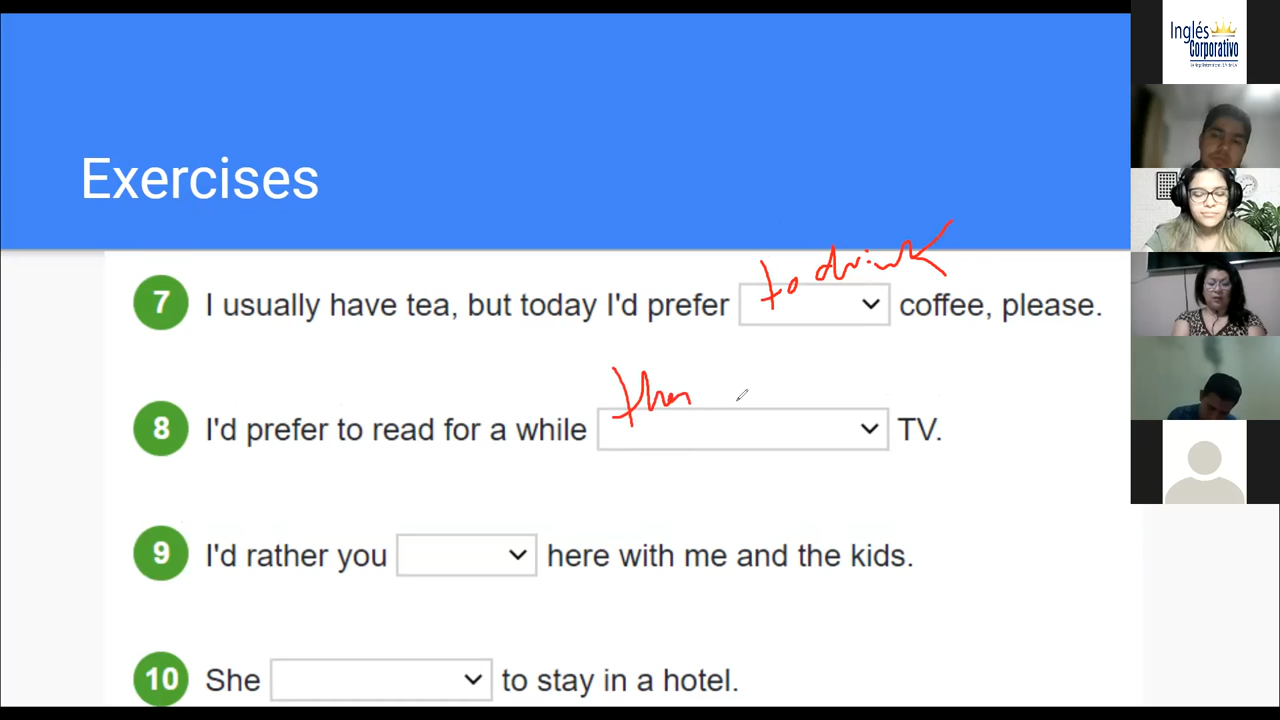 Inglés
Corporativo
Exercises
to drink
7 I usually have tea, but today I'd prefer coffee, please.
then
8 I'd prefer to read for a while TV.
9 I'd rather you here with me and the kids.
10 She to stay in a hotel.